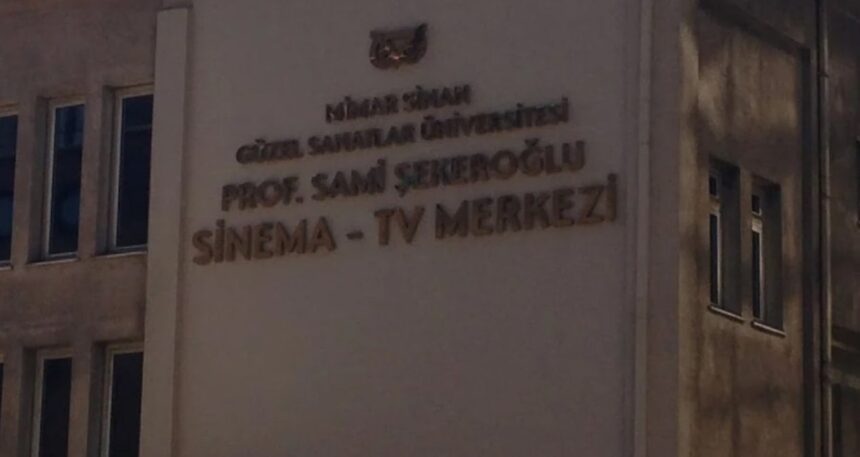 MİMAR SİNAN
GÜZEL SANATLAR ÜNİVERSİTESİ
PROF. SAMİ ŞEKEROĞLU
SİNEMA - TV MERKEZİ